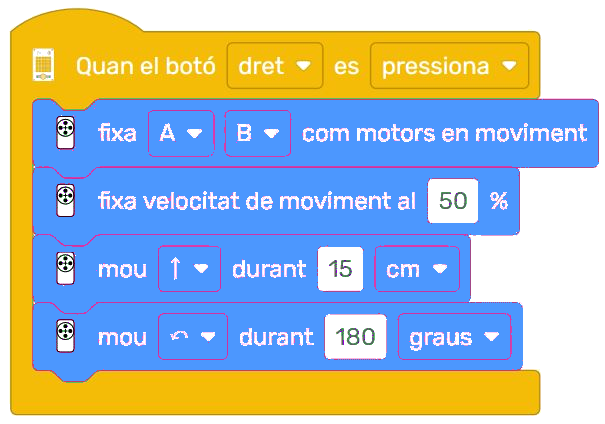 Quan el botó dret es pressiona
fixa A B com motors en moviment
fixa velocitat de moviment al 50 %
mou ↑ durant 15 cm
mou ↶ durant 180 graus